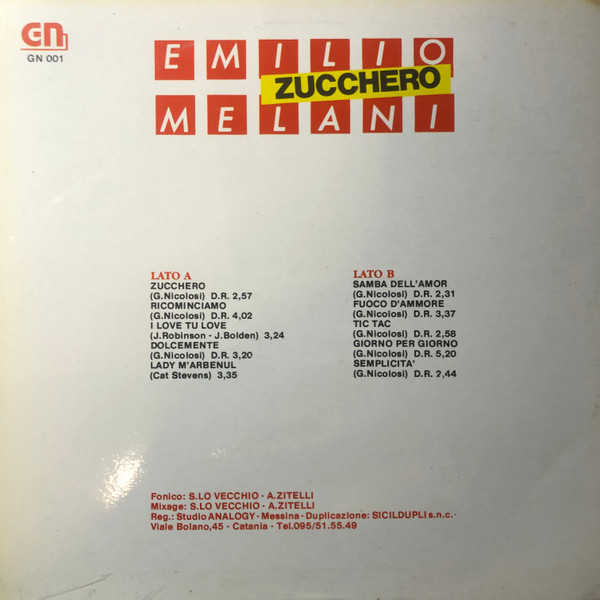 GN
GN 001
EMILIO
ZUCCHERO
MELANI
LATO A
ZUCCHERO
(G.Nicolosi) D.R. 2,57
RICOMINCIAMO
(G.Nicolosi) D.R. 4,02
I LOVE TU LOVE
(J.Robinson - J.Bolden) 3,24
DOLCEMENTE
(G.Nicolosi) D.R. 3,20
LADY M'ARBENUL
(Cat Stevens) 3,35
LATO B
SAMBA DELL'AMOR
(G.Nicolosi) D.R. 2,31
FUOCO D'AMMORE
(G.Nicolosi) D.R. 3,37
TIC TAC
(G.Nicolosi) D.R. 2,58
GIORNO PER GIORNO
(G.Nicolosi) D.R. 5,20
SEMPLICITA'
(G.Nicolosi) D.R. 2,44
Fonico: S.LO VECCHIO - A.ZITELLI
Mixage: S.LO VECCHIO - A.ZITELLI
Reg.: Studio ANALOGY - Messina - Duplicazione: SICILDUPLI s.n.c.
Viale Bolano,45 - Catania - Tel.095/51.55.49